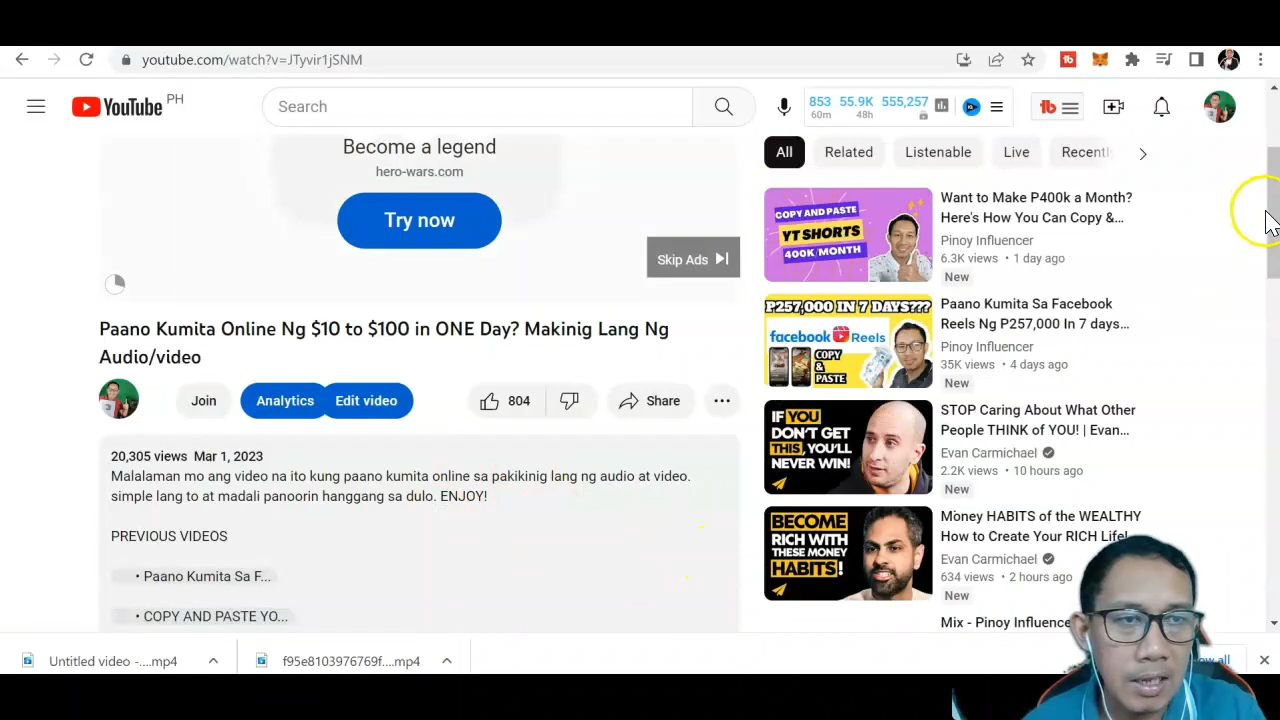 youtube.com/watch?v=JTyvir1jSNM
YouTube PH
Search
853 55.9K 555,257
60m 48h
Become a legend
hero-wars.com
Try now
Skip Ads
Paano Kumita Online Ng $10 to $100 in ONE Day? Makinig Lang Ng
Audio/video
Join
Analytics
Edit video
804
Share
20,305 views Mar 1, 2023
Malalaman mo ang video na ito kung paano kumita online sa pakikinig lang ng audio at video.
simple lang to at madali panoorin hanggang sa dulo. ENJOY!
PREVIOUS VIDEOS
• Paano Kumita Sa F...
• COPY AND PASTE YO...
All Related Listenable Live Recently
COPY AND PASTE
YT SHORTS
400K/MONTH
Want to Make P400k a Month?
Here's How You Can Copy &...
Pinoy Influencer
6.3K views • 1 day ago
New
P257,000 IN 7 DAYS???
facebook Reels
COPY
&
PASTE
Paano Kumita Sa Facebook
Reels Ng P257,000 In 7 days...
Pinoy Influencer
35K views • 4 days ago
New
IF YOU
DON'T GET
THIS, YOU'LL
NEVER WIN!
STOP Caring About What Other
People THINK of YOU! | Evan...
Evan Carmichael
2.2K views • 10 hours ago
New
BECOME
RICH WITH
THESE MONEY
HABITS!
Money HABITS of the WEALTHY
How to Create Your RICH Life!
Evan Carmichael
634 views • 2 hours ago
New
Mix - Pinoy Influence
Untitled video -....mp4
f95e8103976769f....mp4
all